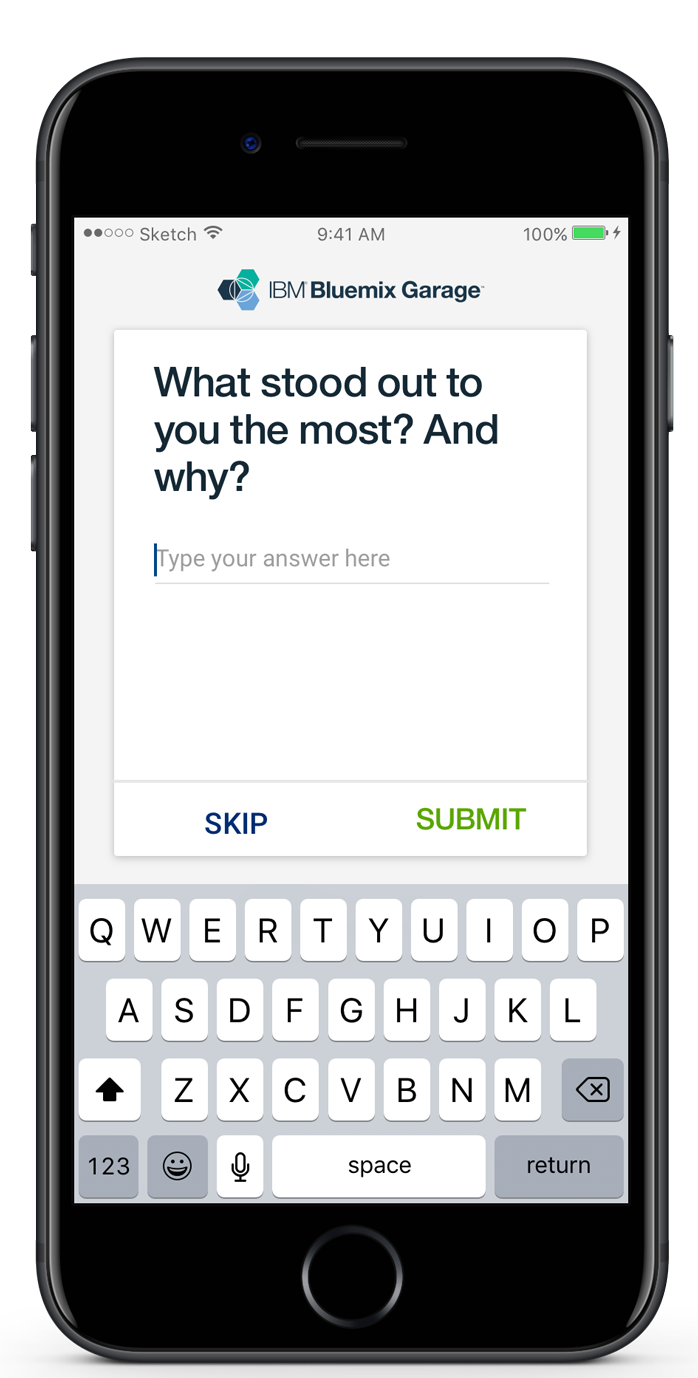 Sketch 9:41 AM 100%
IBM® Bluemix Garage™
What stood out to
you the most? And
why?
Type your answer here
SKIP SUBMIT
Q W E R T Y U I O P
A S D F G H J K L
Z X C V B N M
123 space return